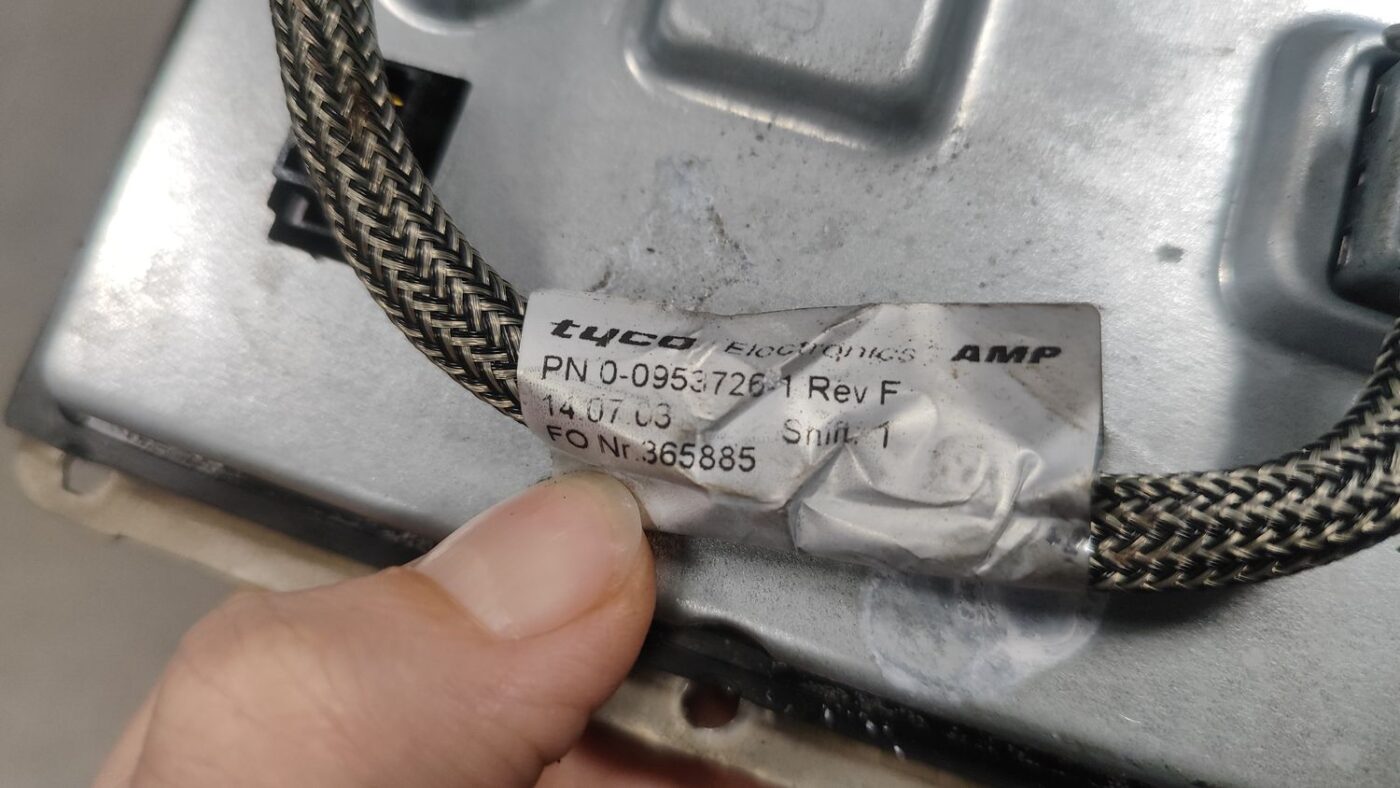 tyco Electronics AMP
PN 0-0953726-1 Rev F
14.07.03 Shift: 1
FO Nr.365885